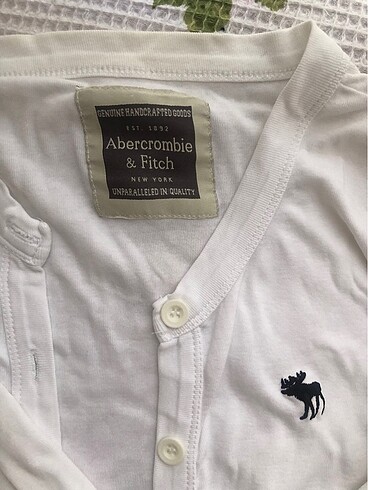 GENUINE HANDCRAFTED GOODS
EST. 1892
Abercrombie
& Fitch
NEW YORK
UNPARALLELED IN QUALITY